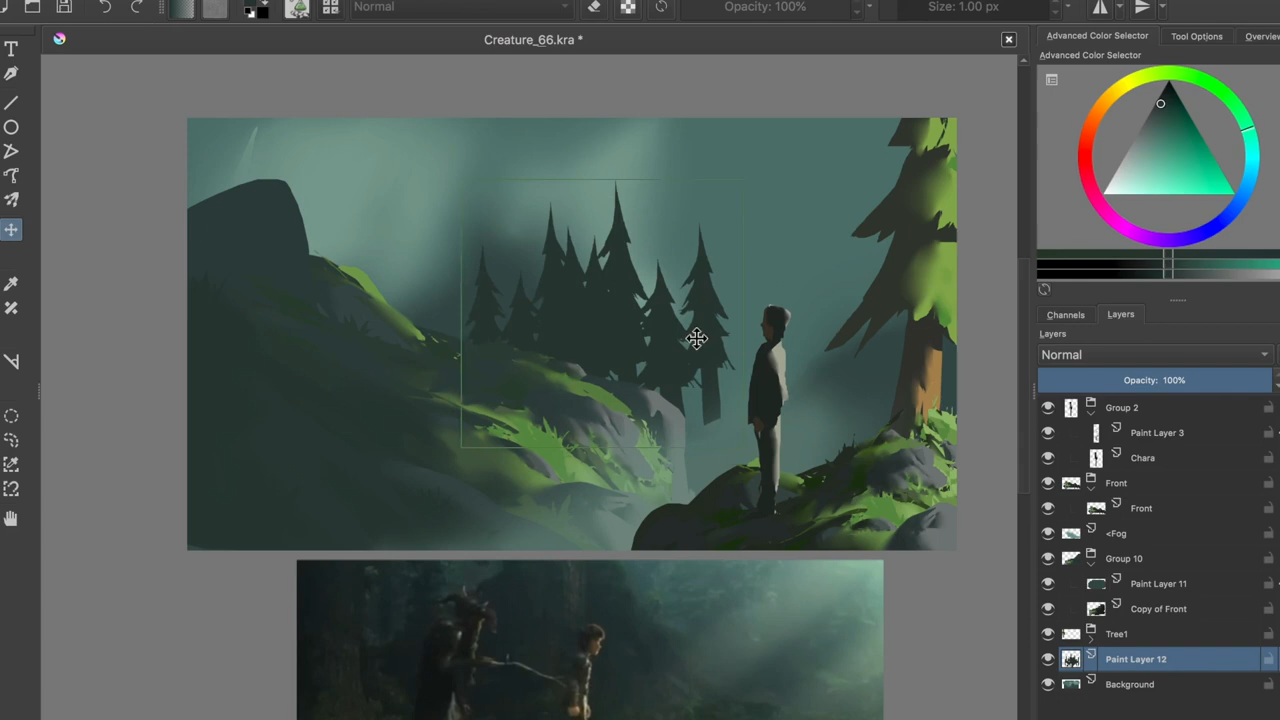 Normal
Opacity: 100%
Size: 1.00 px
Creature_66.kra *
Advanced Color Selector
Tool Options
Advanced Color Selector
Channels
Layers
Layers
Normal
Opacity: 100%
Group 2
Paint Layer 3
Chara
Front
Front
<Fog
Group 10
Paint Layer 11
Copy of Front
Tree1
Paint Layer 12
Background